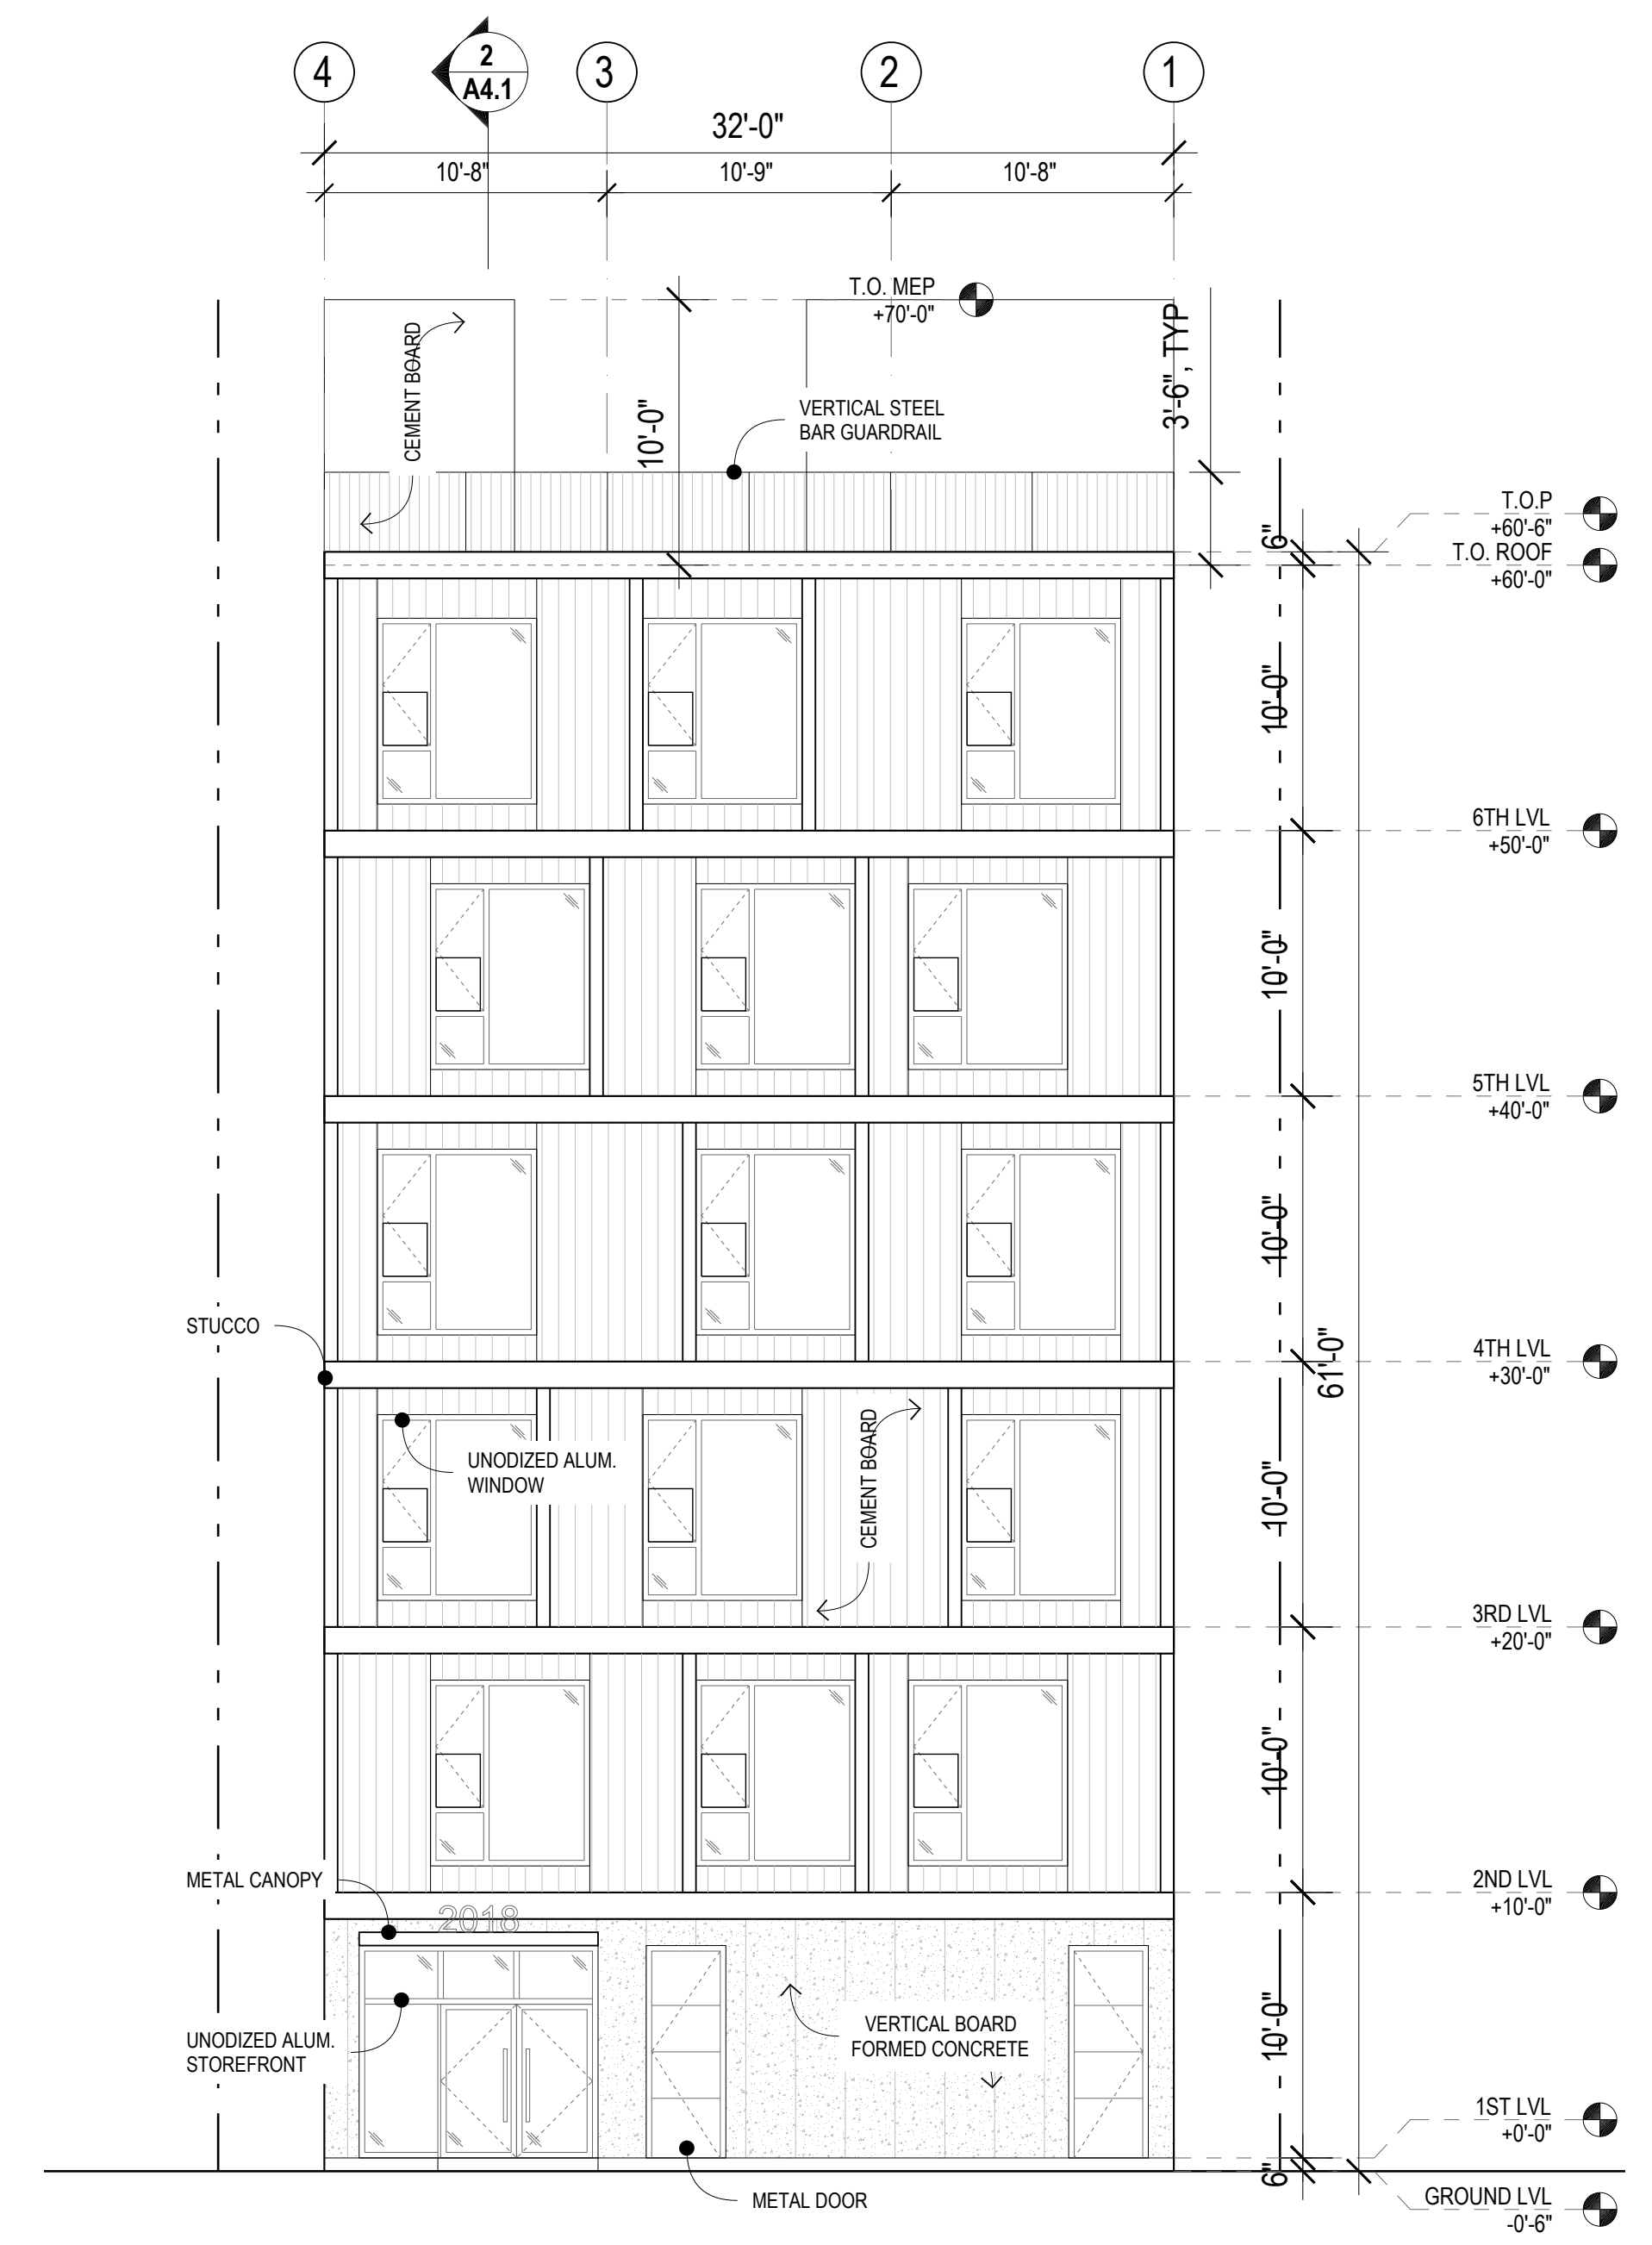 4
2
A4.1
3
2
1
32'-0"
10'-8"
10'-9"
10'-8"
T.O. MEP
+70'-0"
CEMENT BOARD
10'-0"
VERTICAL STEEL
BAR GUARDRAIL
3'-6", TYP
T.O.P
+60'-6"
6"
T.O. ROOF
+60'-0"
10'-0"
6TH LVL
+50'-0"
10'-0"
5TH LVL
+40'-0"
10'-0"
STUCCO
61'-0"
4TH LVL
+30'-0"
UNODIZED ALUM.
WINDOW
CEMENT BOARD
10'-0"
3RD LVL
+20'-0"
10'-0"
METAL CANOPY
2ND LVL
+10'-0"
2018
UNODIZED ALUM.
STOREFRONT
VERTICAL BOARD
FORMED CONCRETE
10'-0"
1ST LVL
+0'-0"
6"
METAL DOOR
GROUND LVL
-0'-6"